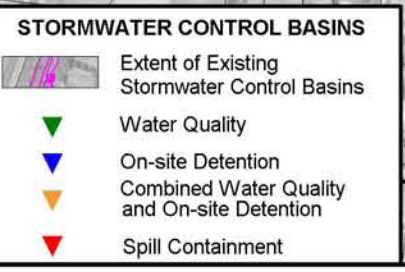 STORMWATER CONTROL BASINS
Extent of Existing
Stormwater Control Basins
Water Quality
On-site Detention
Combined Water Quality
and On-site Detention
Spill Containment